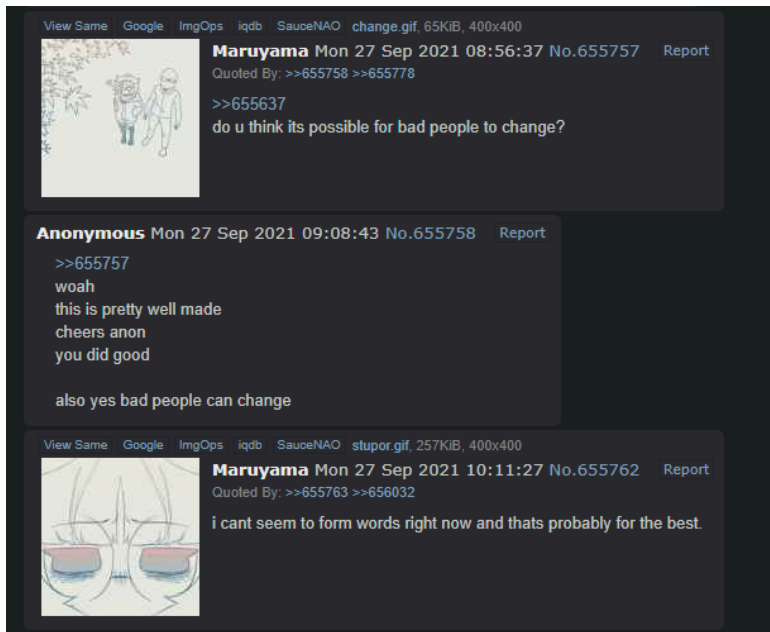 View Same Google ImgOps iqdb SauceNAO change.gif, 65KiB, 400x400
Maruyama Mon 27 Sep 2021 08:56:37 No.655757 Report
Quoted By: >>655758 >>655778
>>655637
do u think its possible for bad people to change?
Anonymous Mon 27 Sep 2021 09:08:43 No.655758 Report
>>655757
woah
this is pretty well made
cheers anon
you did good
also yes bad people can change
View Same Google ImgOps iqdb SauceNAO stupor.gif, 257KiB, 400x400
Maruyama Mon 27 Sep 2021 10:11:27 No.655762 Report
Quoted By: >>655763 >>656032
i cant seem to form words right now and thats probably for the best.